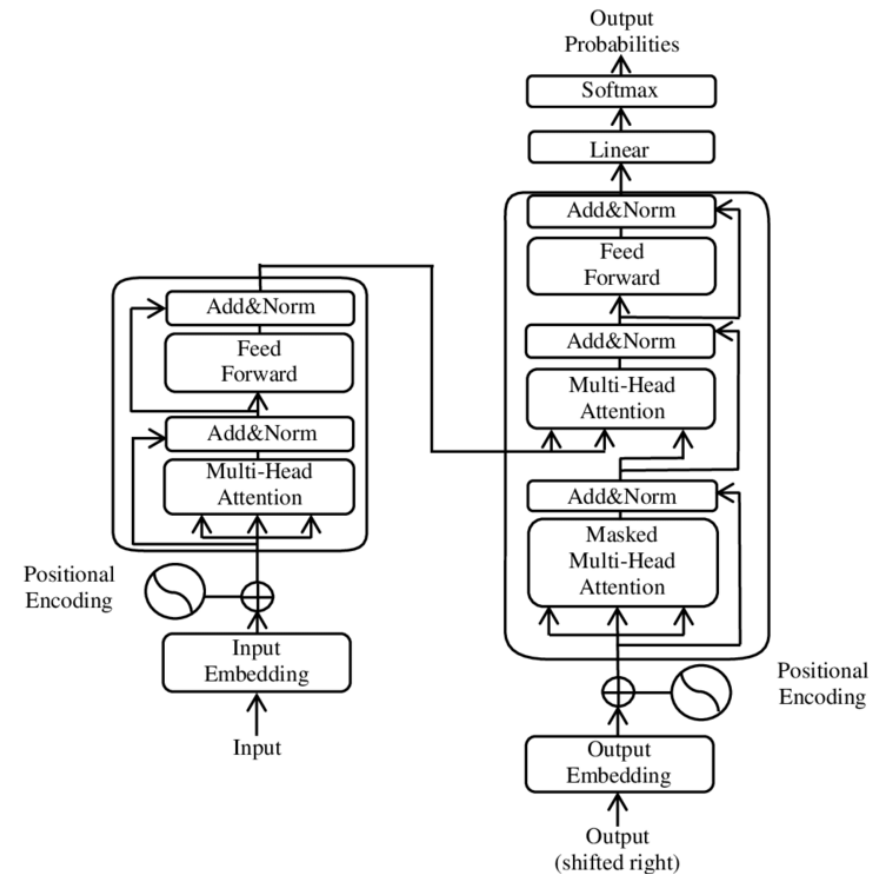 Output
Probabilities
Softmax
Linear
Add&Norm
Feed
Forward
Add&Norm
Multi-Head
Attention
Add&Norm
Masked
Multi-Head
Attention
Positional
Encoding
Output
Embedding
Output
(shifted right)
Add&Norm
Feed
Forward
Add&Norm
Multi-Head
Attention
Positional
Encoding
Input
Embedding
Input